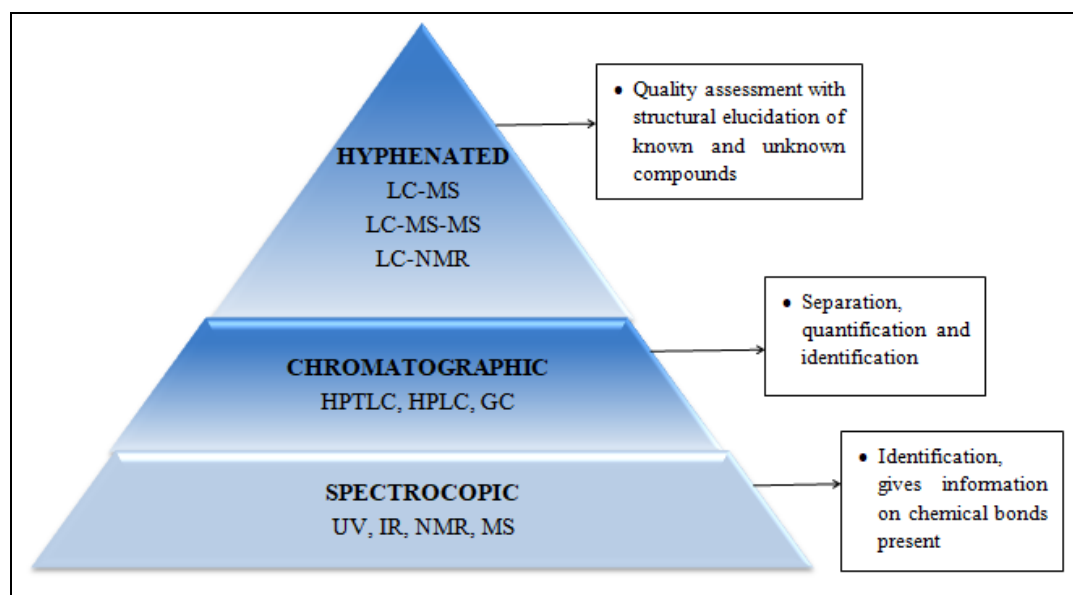 HYPHENATED
LC-MS
LC-MS-MS
LC-NMR
• Quality assessment with
structural elucidation of
known and unknown
compounds
CHROMATOGRAPHIC
HPTLC, HPLC, GC
• Separation,
quantification and
identification
SPECTROCOPIC
UV, IR, NMR, MS
• Identification,
gives information
on chemical bonds
present